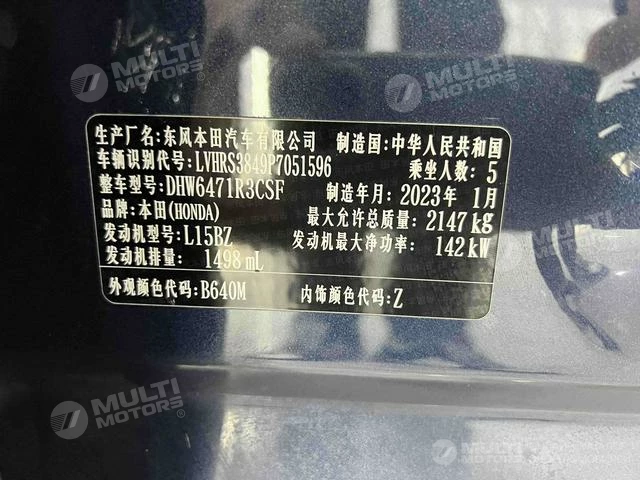 MULTI MOTORS
MULTI MOTORS
生产厂名:东风本田汽车有限公司 制造国:中华人民共和国
车辆识别代号:LVHRS3849P7051596 乘坐人数:5
整车型号:DHW6471R3CSF 制造年月:2023年 1月
品牌:本田(HONDA) 最大允许总质量:2147kg
发动机型号:L15BZ 发动机最大净功率:142kW
发动机排量:1498 mL
外观颜色代码:B640M 内饰颜色代码:Z
MULTI MOTORS
MULTI MOTORS